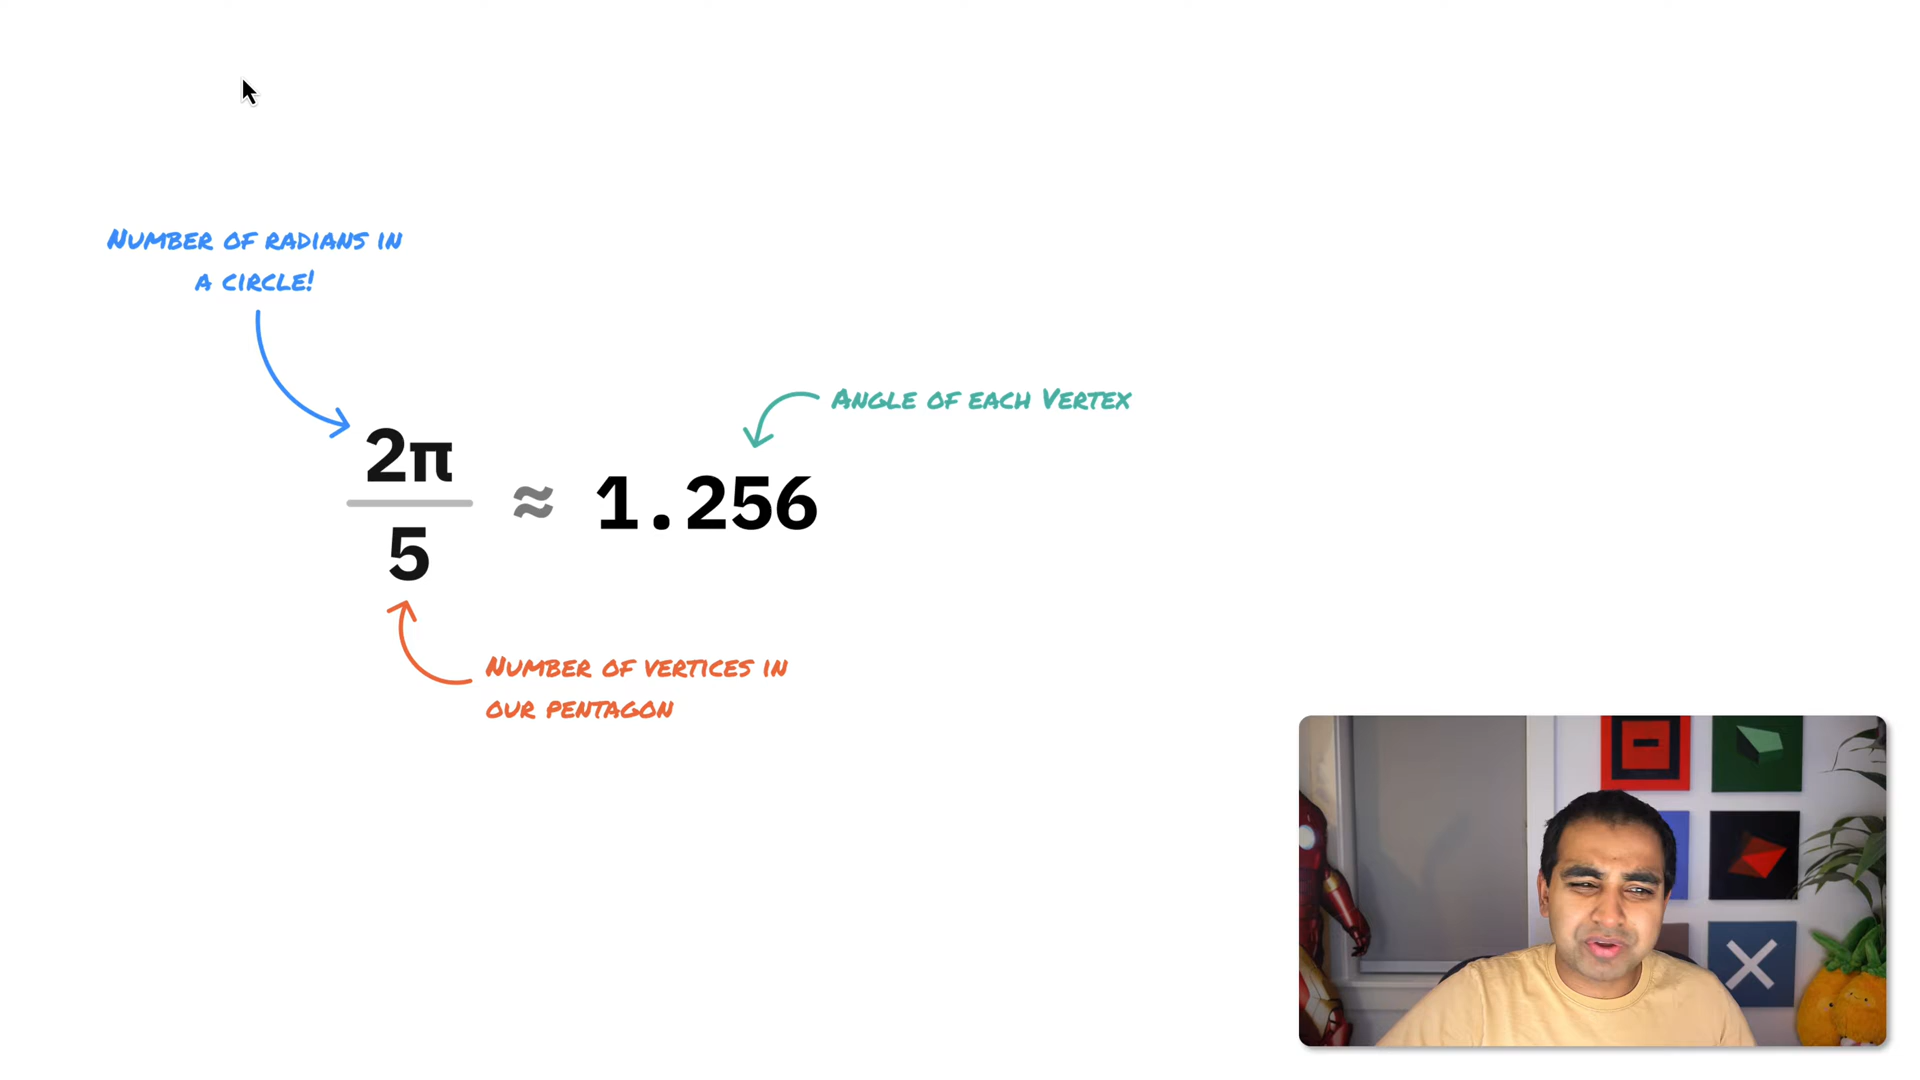 Number of radians in
a circle!
Angle of each Vertex
2π
5
≈ 1.256
Number of vertices in
our pentagon